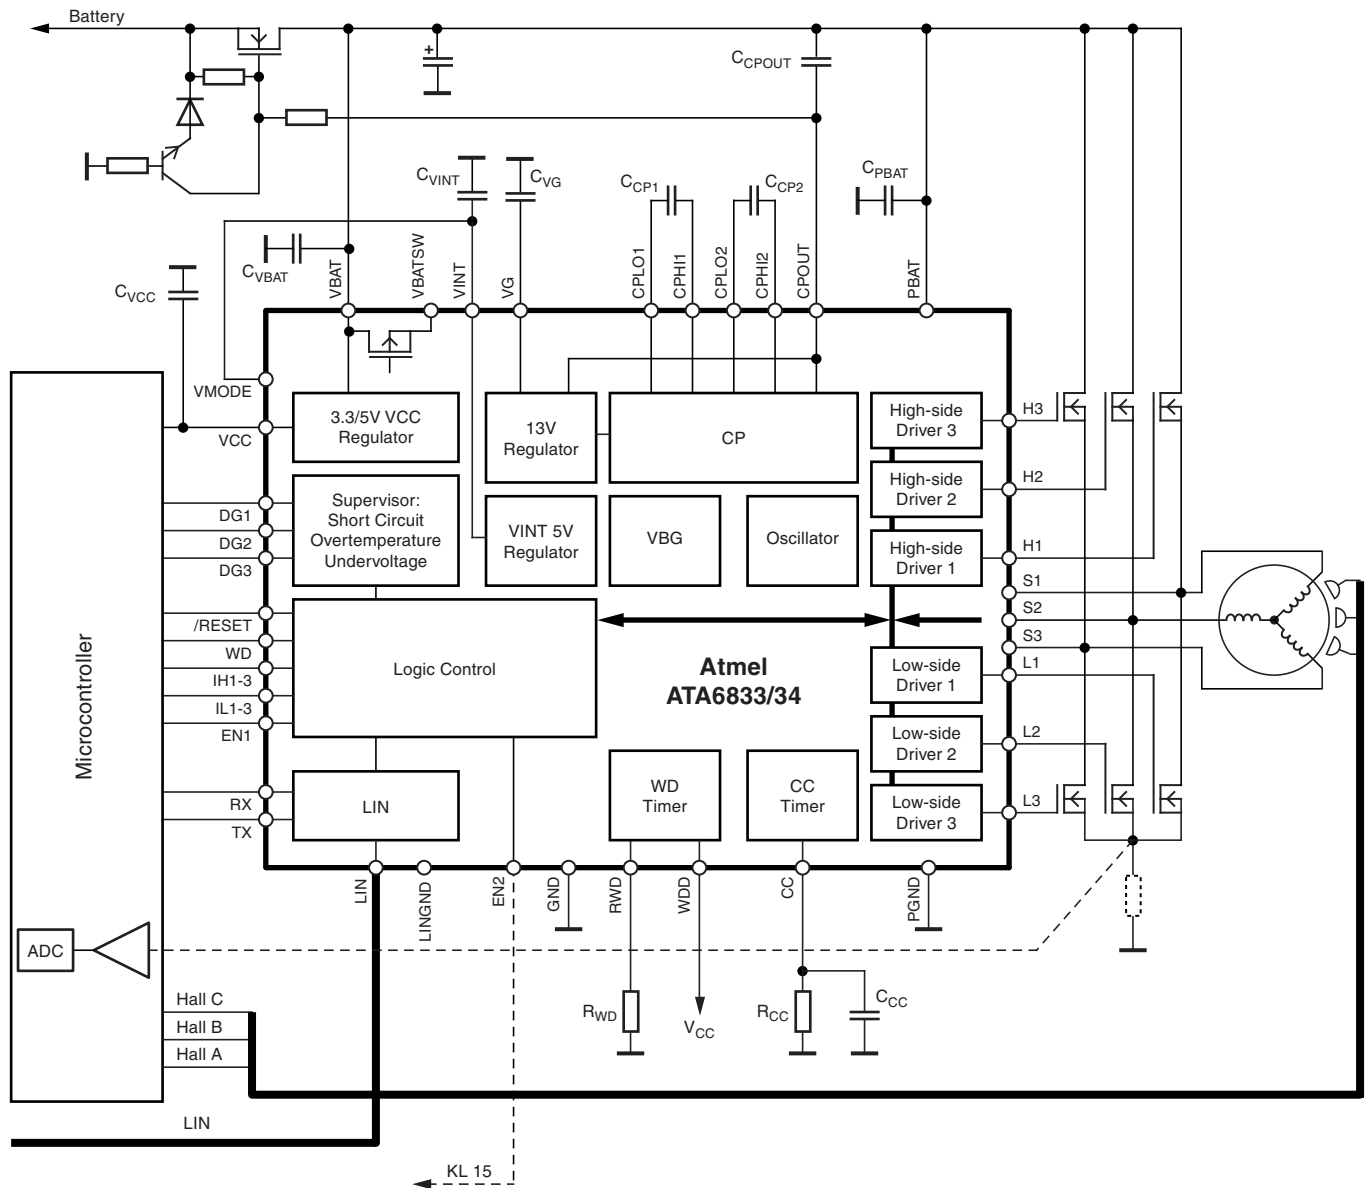 Battery
+
CCPOUT
CVINT
CVG
CCP1
CCP2
CPBAT
CVBAT
CVCC
VBAT
VBATSW
VINT
VG
CPLO1
CPHI1
CPLO2
CPHI2
CPOUT
PBAT
VMODE
VCC
DG1
DG2
DG3
/RESET
WD
IH1-3
IL1-3
EN1
RX
TX
Microcontroller
3.3/5V VCC
Regulator
13V
Regulator
CP
High-side
Driver 3
High-side
Driver 2
High-side
Driver 1
Supervisor:
Short Circuit
Overtemperature
Undervoltage
VINT 5V
Regulator
VBG
Oscillator
Logic Control
Atmel
ATA6833/34
Low-side
Driver 1
Low-side
Driver 2
Low-side
Driver 3
LIN
WD
Timer
CC
Timer
H3
H2
H1
S1
S2
S3
L1
L2
L3
LIN
LINGND
EN2
GND
RWD
WDD
CC
PGND
ADC
Hall C
Hall B
Hall A
RWD
VCC
RCC
CCC
LIN
KL 15